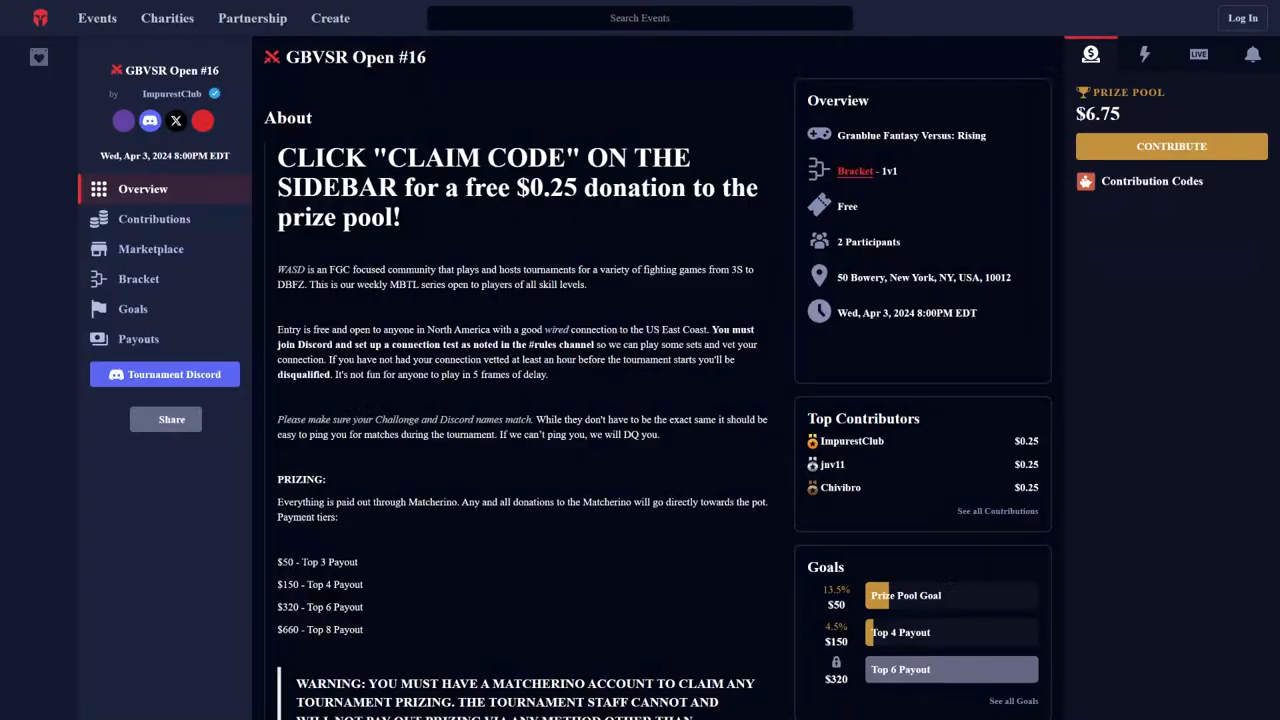 Events
Charities
Partnership
Create
Search Events
Log In
GBVSR Open #16
by ImpurestClub
Wed, Apr 3, 2024 8:00PM EDT
Overview
Contributions
Marketplace
Bracket
Goals
Payouts
Tournament Discord
Share
GBVSR Open #16
About
CLICK "CLAIM CODE" ON THE
SIDEBAR for a free $0.25 donation to the
prize pool!
WASD is an FGC focused community that plays and hosts tournaments for a variety of fighting games from 3S to
DBFZ. This is our weekly MBTL series open to players of all skill levels.
Entry is free and open to anyone in North America with a good wired connection to the US East Coast. You must
join Discord and set up a connection test as noted in the #rules channel so we can play some sets and vet your
connection. If you have not had your connection vetted at least an hour before the tournament starts you'll be
disqualified. It's not fun for anyone to play in 5 frames of delay.
Please make sure your Challonge and Discord names match. While they don't have to be the exact same it should be
easy to ping you for matches during the tournament. If we can't ping you, we will DQ you.
PRIZING:
Everything is paid out through Matcherino. Any and all donations to the Matcherino will go directly towards the pot.
Payment tiers:
$50 - Top 3 Payout
$150 - Top 4 Payout
$320 - Top 6 Payout
$660 - Top 8 Payout
WARNING: YOU MUST HAVE A MATCHERINO ACCOUNT TO CLAIM ANY
TOURNAMENT PRIZING. THE TOURNAMENT STAFF CANNOT AND
WILL NOT PAY OUT PRIZING VIA ANY METHOD OTHER THAN
Overview
Granblue Fantasy Versus: Rising
Bracket - 1v1
Free
2 Participants
50 Bowery, New York, NY, USA, 10012
Wed, Apr 3, 2024 8:00PM EDT
Top Contributors
ImpurestClub $0.25
jnv11 $0.25
Chivibro $0.25
See all Contributions
Goals
13.5%
$50
Prize Pool Goal
4.5%
$150
Top 4 Payout
$320
Top 6 Payout
See all Goals
LIVE
PRIZE POOL
$6.75
CONTRIBUTE
Contribution Codes